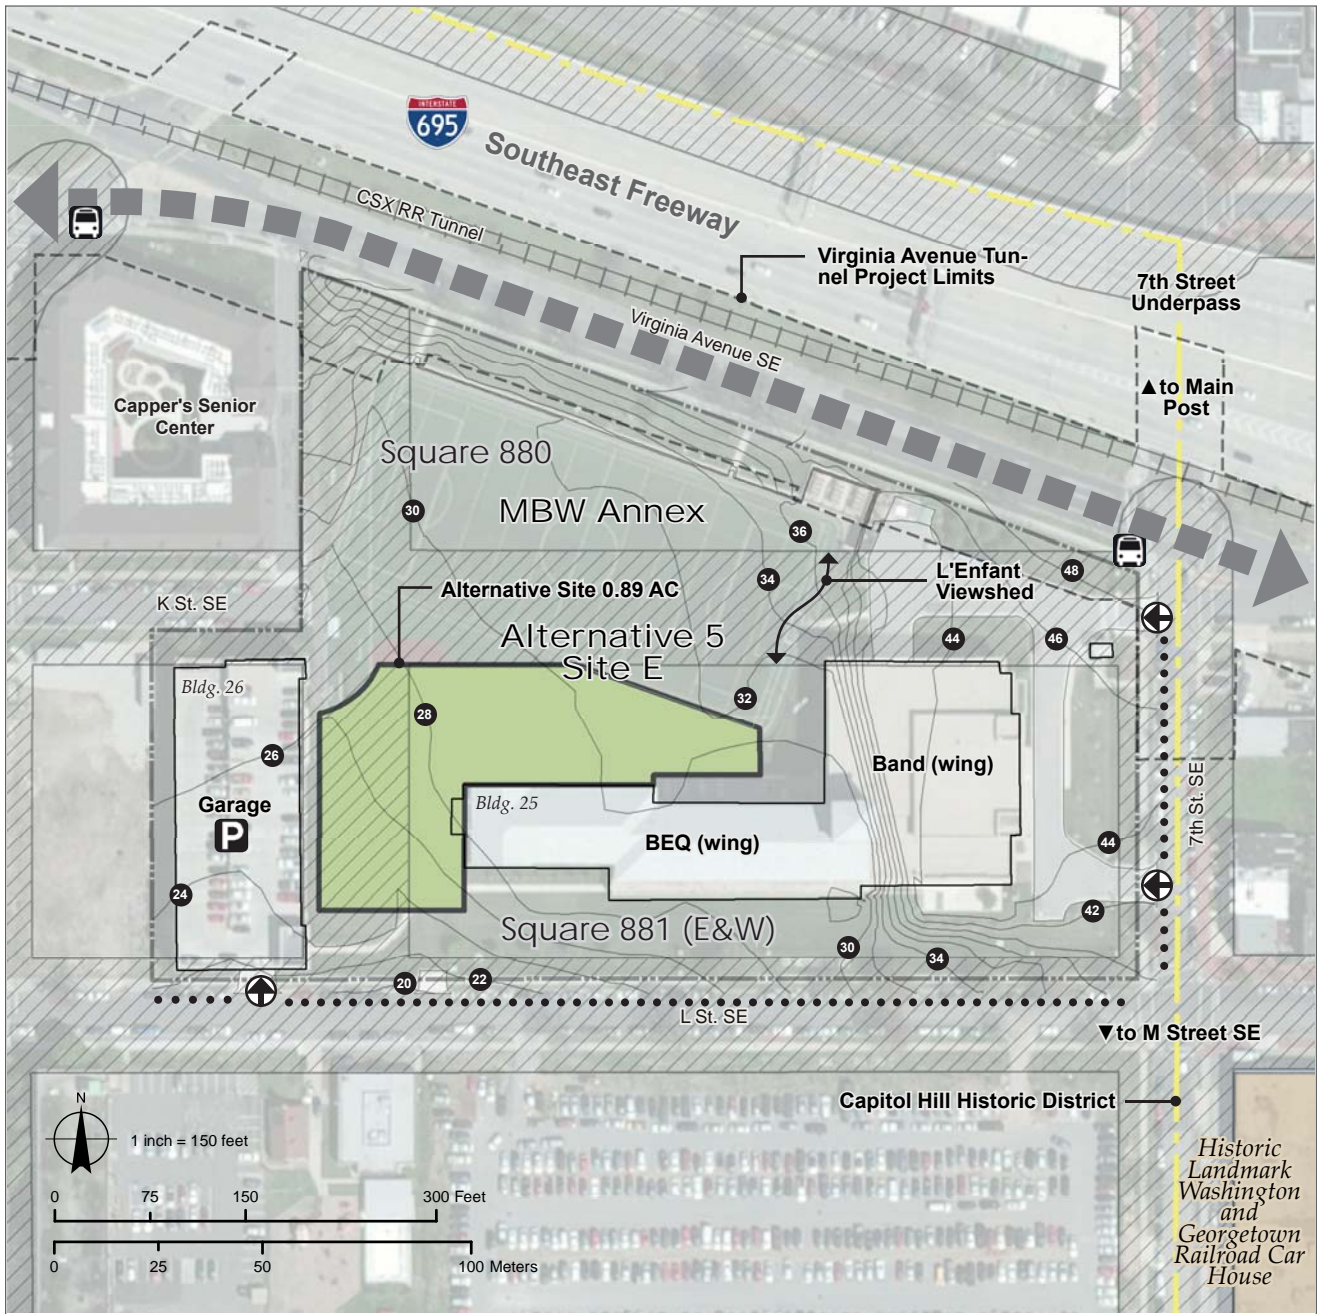 INTERSTATE
695
Southeast Freeway
CSX RR Tunnel
Virginia Avenue Tun-
nel Project Limits
7th Street
Underpass
Virginia Avenue SE
▲to Main
Post
Capper's Senior
Center
Square 880
30
MBW Annex
36
34
L'Enfant
Viewshed
48
Alternative Site 0.89 AC
K St. SE
Alternative 5
Site E
44
46
Bldg. 26
32
28
26
Band (wing)
Garage
P
Bldg. 25
BEQ (wing)
7th St. SE
44
24
42
Square 881 (E&W)
30
34
20
22
L St. SE
▼to M Street SE
Capitol Hill Historic District
N
1 inch = 150 feet
0 75 150 300 Feet
0 25 50 100 Meters
Historic
Landmark
Washington
and
Georgetown
Railroad Car
House